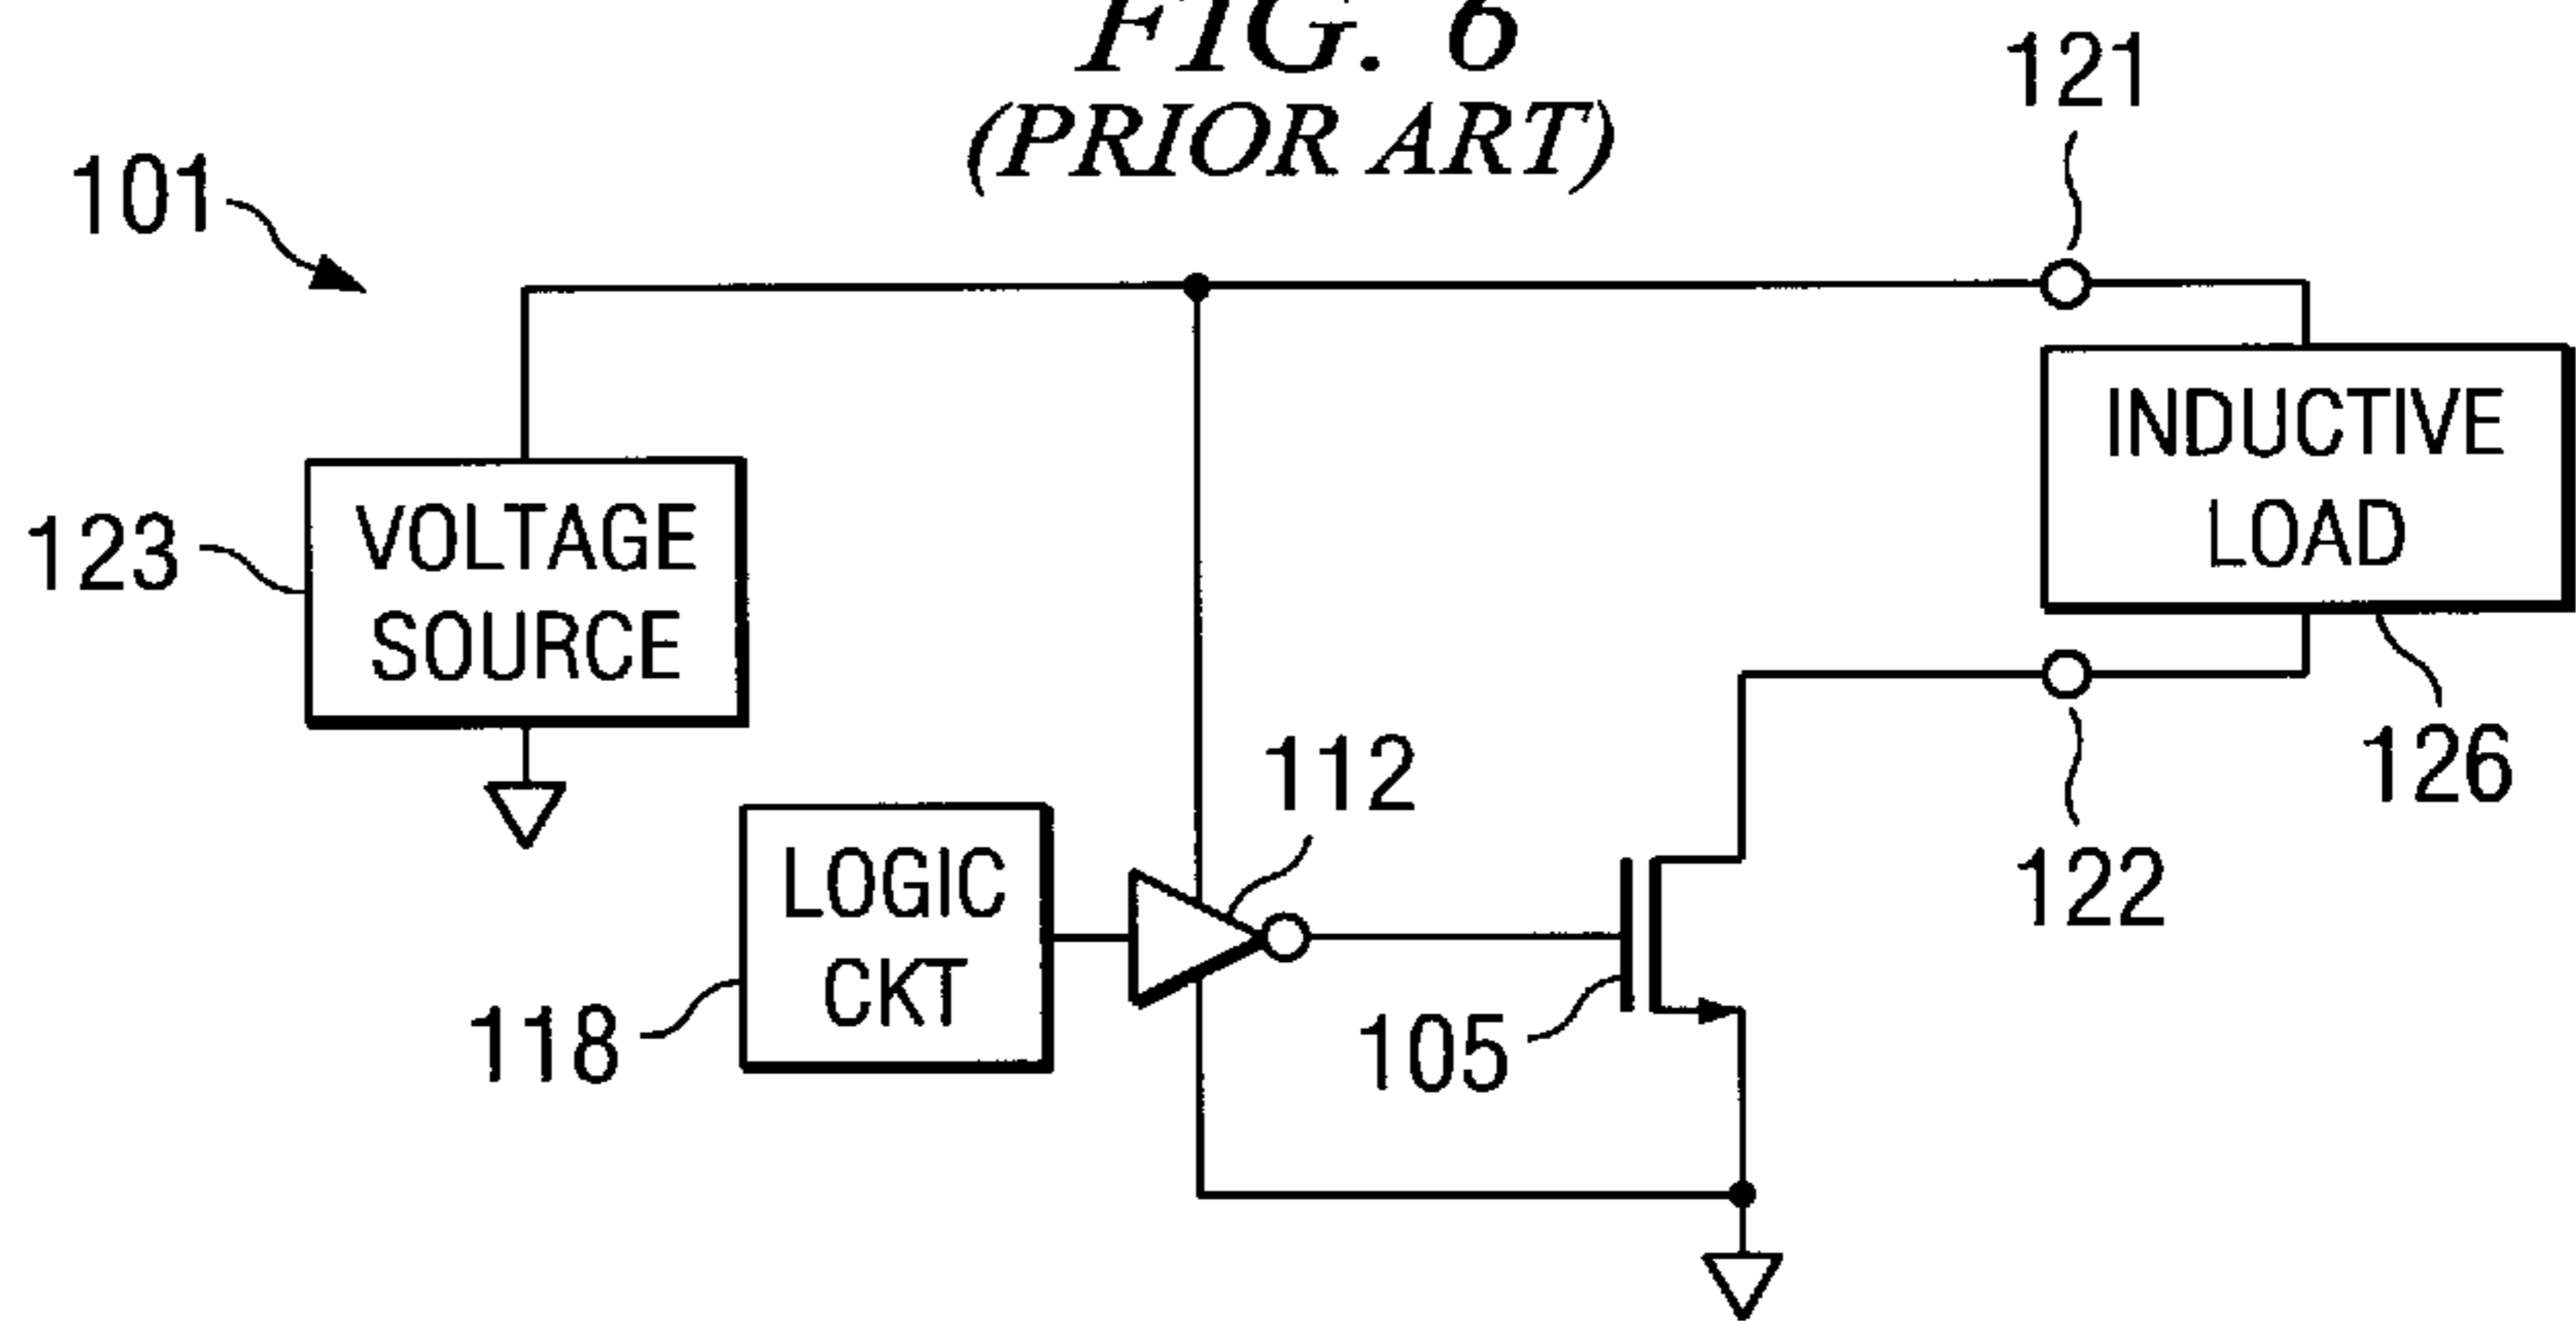 FIG. 6
(PRIOR ART)
101
121
VOLTAGE
SOURCE
123
INDUCTIVE
LOAD
126
122
112
LOGIC
CKT
118
105